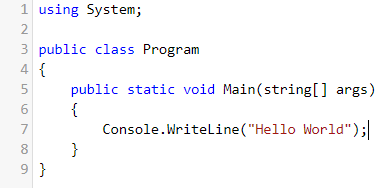 1 using System;
2
3 public class Program
4 {
5     public static void Main(string[] args)
6     {
7         Console.WriteLine("Hello World");
8     }
9 }